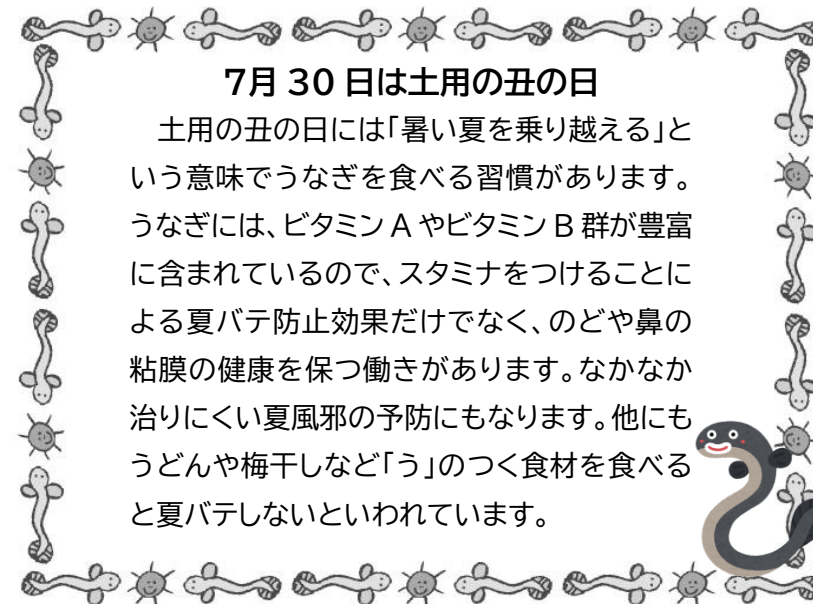 7月 30 日は土用の丑の日
土用の丑の日には「暑い夏を乗り越える」と
いう意味でうなぎを食べる習慣があります。
うなぎには、ビタミン A やビタミン B 群が豊富
に含まれているので、スタミナをつけることに
よる夏バテ防止効果だけでなく、のどや鼻の
粘膜の健康を保つ働きがあります。なかなか
治りにくい夏風邪の予防にもなります。他にも
うどんや梅干しなど「う」のつく食材を食べる
と夏バテしないといわれています。